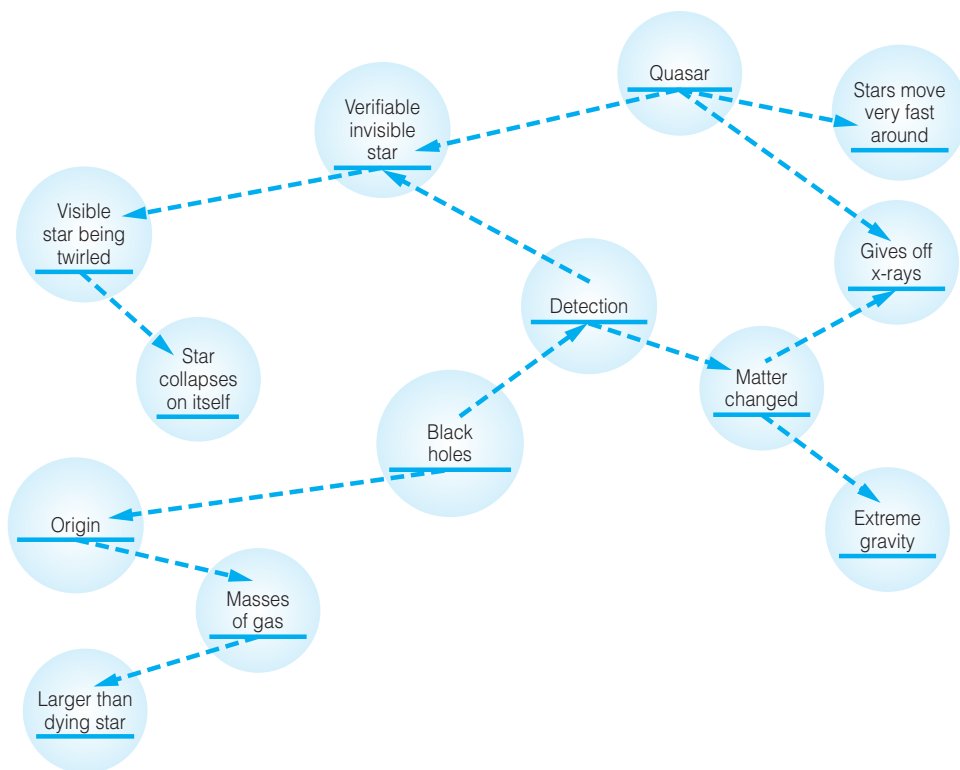 Quasar
Stars move
very fast
around
Verifiable
invisible
star
Visible
star being
twirled
Gives off
x-rays
Detection
Star
collapses
on itself
Matter
changed
Black
holes
Origin
Extreme
gravity
Masses
of gas
Larger than
dying star